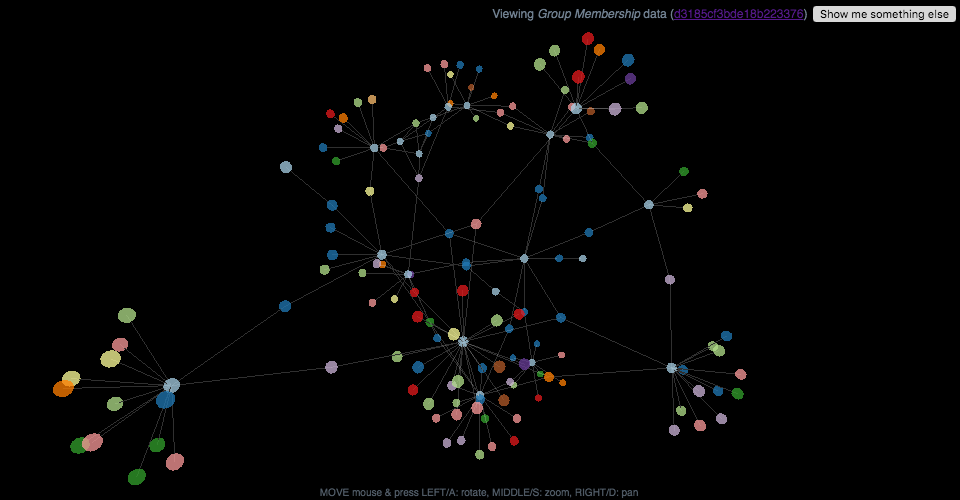 Viewing Group Membership data (d3185cf3bde18b223376) Show me something else
MOVE mouse & press LEFT/A: rotate, MIDDLE/S: zoom, RIGHT/D: pan